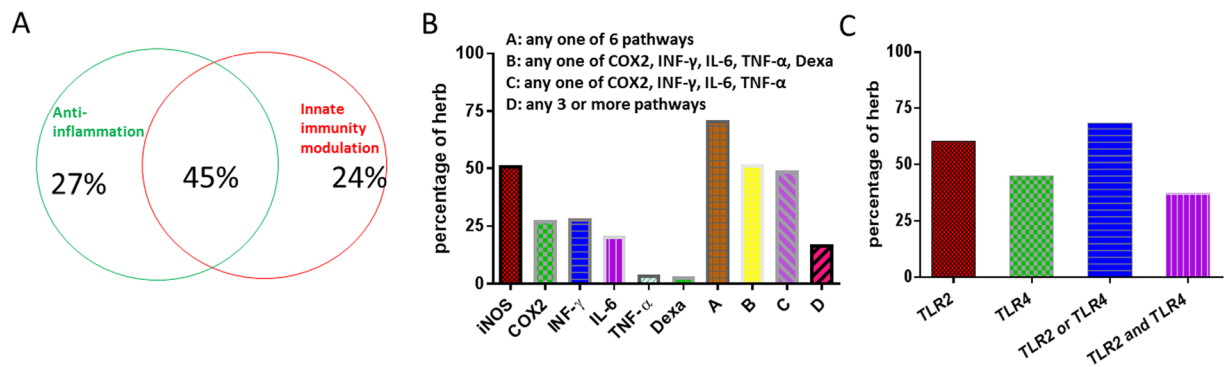 A
Anti-
inflammation
27%
45%
Innate
immunity
modulation
24%
B
A: any one of 6 pathways
B: any one of COX2, INF-γ, IL-6, TNF-α, Dexa
C: any one of COX2, INF-γ, IL-6, TNF-α
D: any 3 or more pathways
percentage of herb
100
75
50
25
0
iNOS
COX2
INF-γ
IL-6
TNF-α
Dexa
A
B
C
D
C
percentage of herb
100
75
50
25
0
TLR2
TLR4
TLR2 or TLR4
TLR2 and TLR4